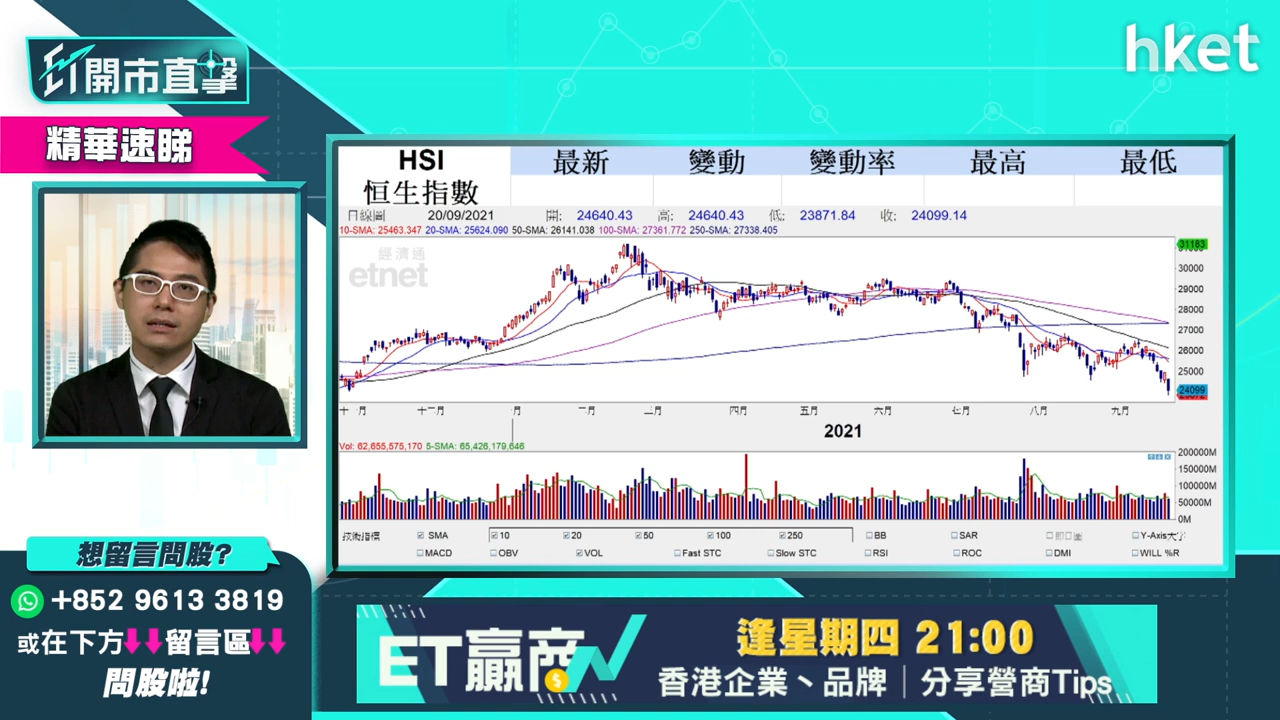 ET開市直擊
hket
精華速睇
HSI
恒生指數
最新 變動 變動率 最高 最低
日線圖 20/09/2021 開: 24640.43 高: 24640.43 低: 23871.84 收: 24099.14
10-SMA: 25463.347 20-SMA: 25624.090 50-SMA: 26141.038 100-SMA: 27361.772 250-SMA: 27338.405
經濟通
etnet
31183
30000
29000
28000
27000
26000
25000
24099
十一月 十二月 一月 二月 三月 四月 五月 六月 七月 八月 九月
2021
Vol: 62,655,575,170 5-SMA: 65,426,179,646
200000M
150000M
100000M
50000M
0M
技術指標 SMA 10 20 50 100 250 BB SAR Y-Axis大字
MACD OBV VOL Fast STC Slow STC RSI ROC DMI WILL %R
想留言問股?
+852 9613 3819
或在下方留言區
問股啦!
ET贏商
逢星期四 21:00
香港企業、品牌｜分享營商Tips